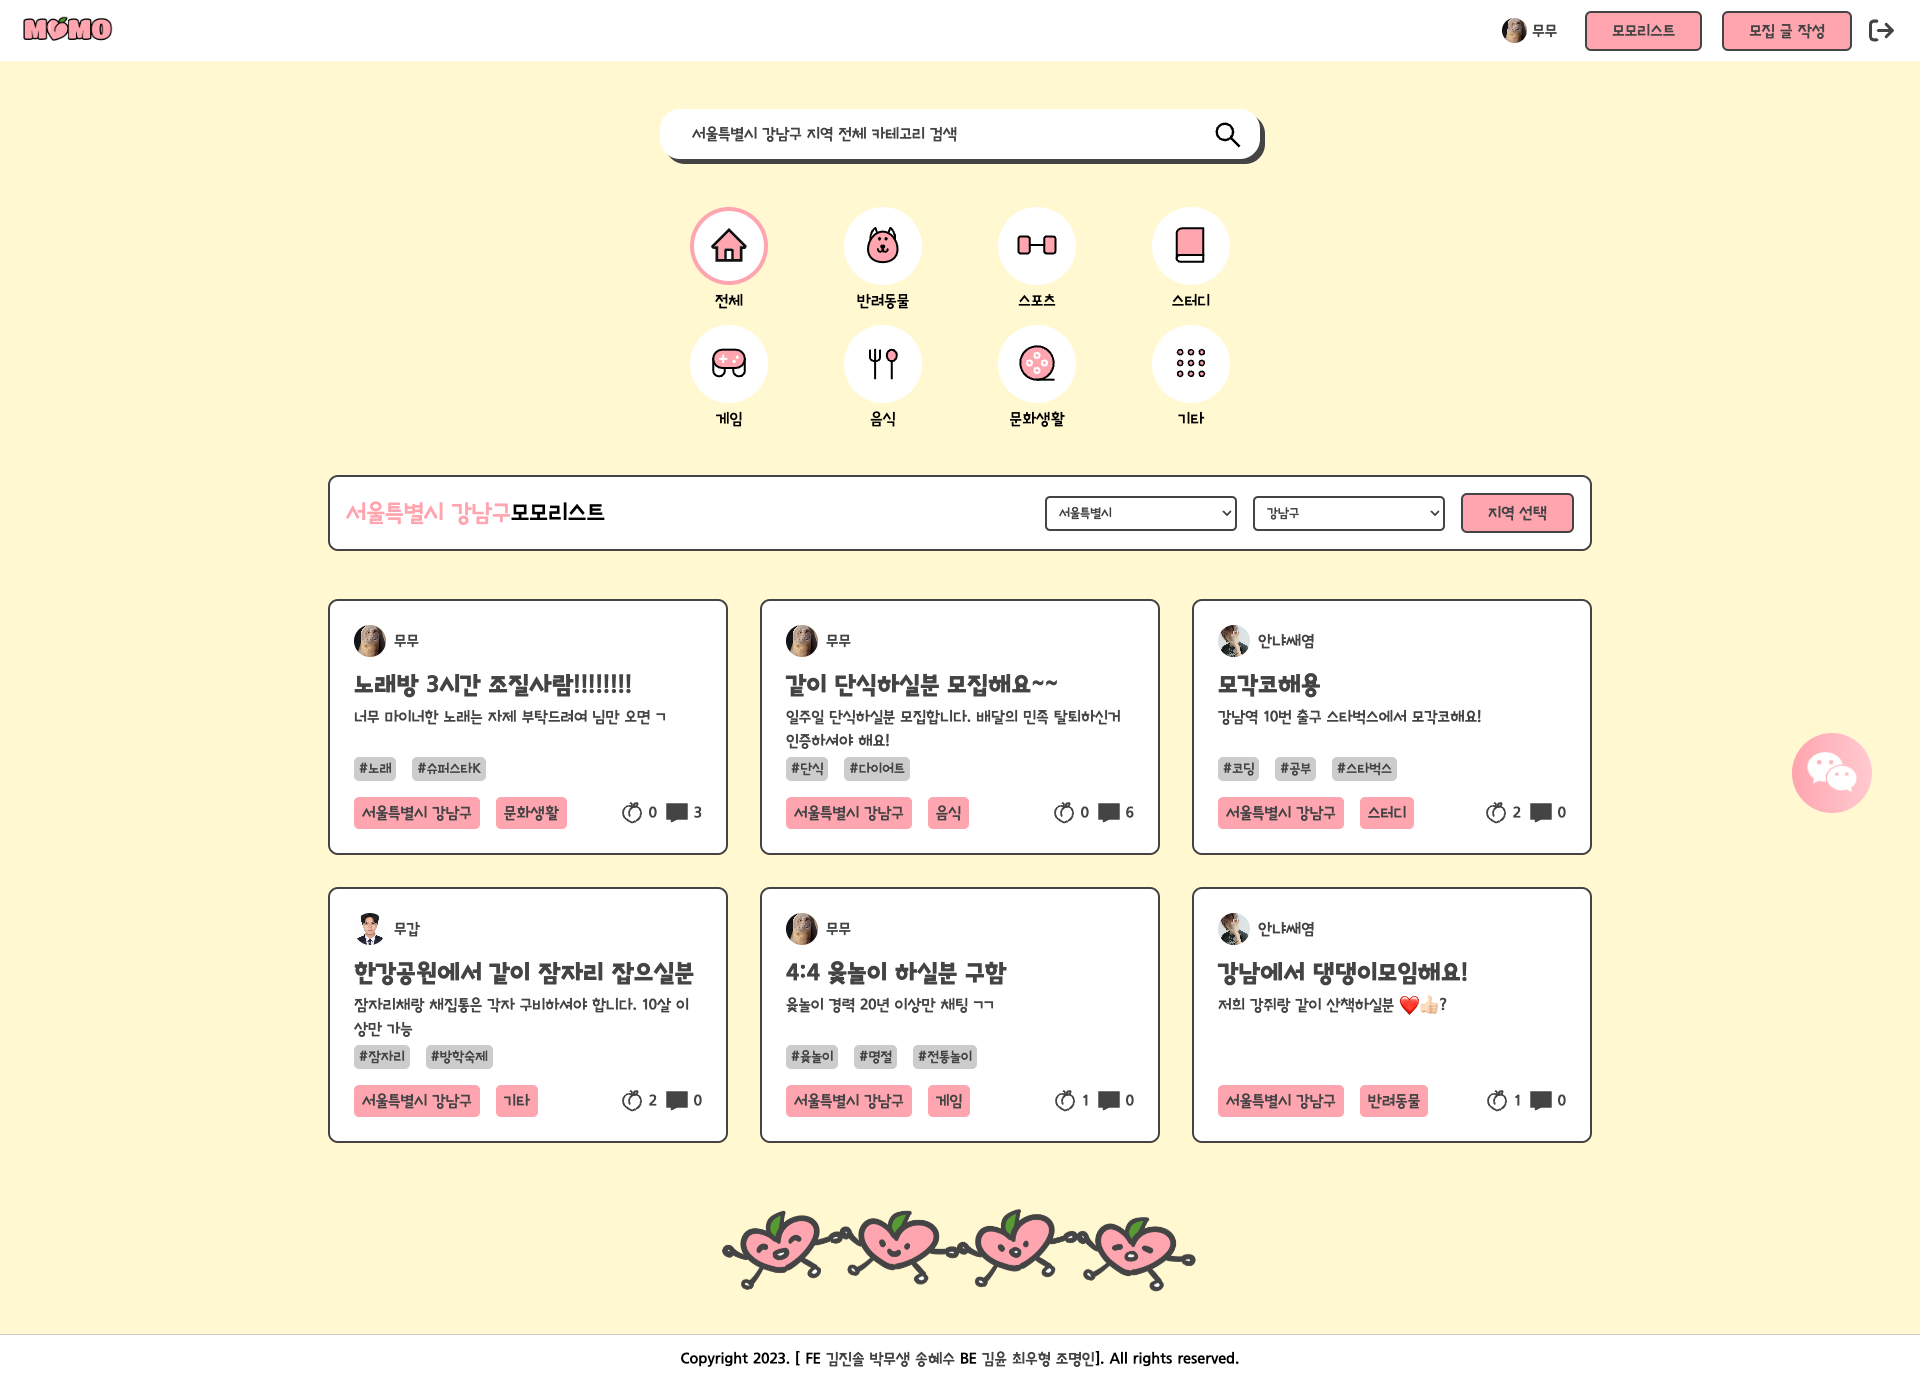 MOMO
무무
모모리스트
모집 글 작성
서울특별시 강남구 지역 전체 카테고리 검색
전체
반려동물
스포츠
스터디
게임
음식
문화생활
기타
서울특별시 강남구모모리스트
서울특별시
강남구
지역 선택
무무
노래방 3시간 조질사람!!!!!!!!
너무 마이너한 노래는 자제 부탁드려여 님만 오면 ㄱ
#노래 #슈퍼스타K
서울특별시 강남구 문화생활 0 3
무무
같이 단식하실분 모집해요~~
일주일 단식하실분 모집합니다. 배달의 민족 탈퇴하신거
인증하셔야 해요!
#단식 #다이어트
서울특별시 강남구 음식 0 6
안냐쌔염
모각코해용
강남역 10번 출구 스타벅스에서 모각코해요!
#코딩 #공부 #스타벅스
서울특별시 강남구 스터디 2 0
무갑
한강공원에서 같이 잠자리 잡으실분
잠자리채랑 채집통은 각자 구비하셔야 합니다. 10살 이
상만 가능
#잠자리 #방학숙제
서울특별시 강남구 기타 2 0
무무
4:4 윷놀이 하실분 구함
윷놀이 경력 20년 이상만 채팅 ㄱㄱ
#윷놀이 #명절 #전통놀이
서울특별시 강남구 게임 1 0
안냐쌔염
강남에서 댕댕이모임해요!
저희 강쥐랑 같이 산책하실분 ❤️👍🏻?
서울특별시 강남구 반려동물 1 0
Copyright 2023. [ FE 김진솔 박무생 송혜수 BE 김윤 최우형 조명인]. All rights reserved.